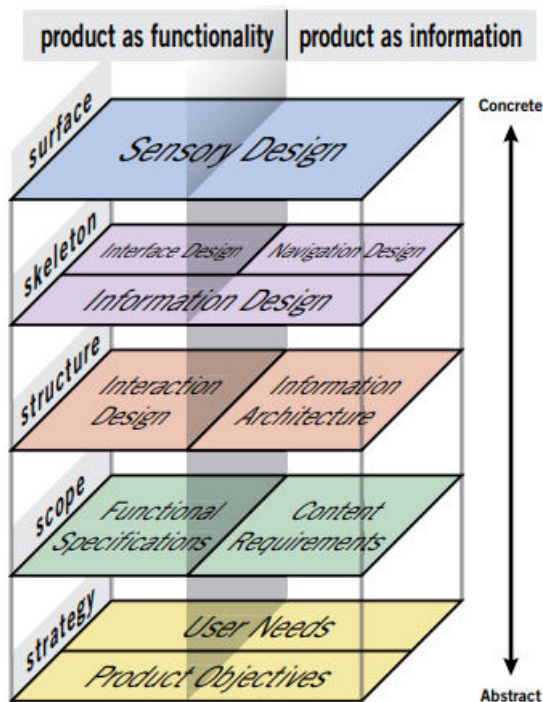 product as functionality
product as information
surface
Concrete
Sensory Design
skeleton
Interface Design
Navigation Design
Information Design
structure
Interaction
Design
Information
Architecture
scope
Functional
Specifications
Content
Requirements
strategy
User Needs
Product Objectives
Abstract